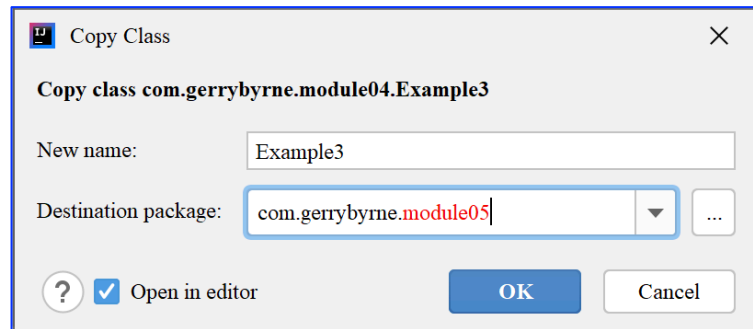 IJ
Copy Class
Copy class com.gerrybyrne.module04.Example3
New name: Example3
Destination package: com.gerrybyrne.module05 ...
? Open in editor OK Cancel